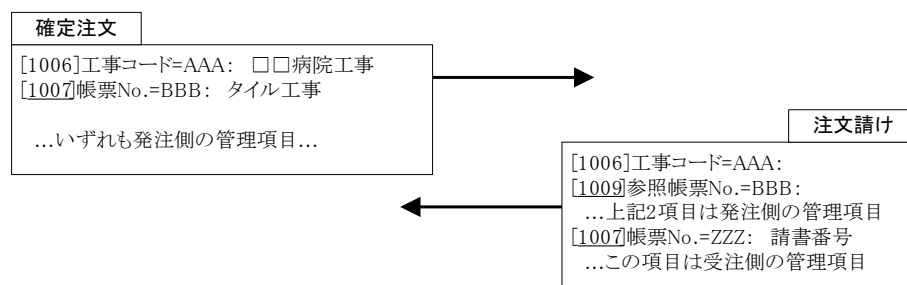 確定注文
[1006]工事コード=AAA: □□病院工事
[1007]帳票No.=BBB: タイル工事
…いずれも発注側の管理項目…
注文請け
[1006]工事コード=AAA:
[1009]参照帳票No.=BBB:
…上記2項目は発注側の管理項目
[1007]帳票No.=ZZZ: 請書番号
…この項目は受注側の管理項目